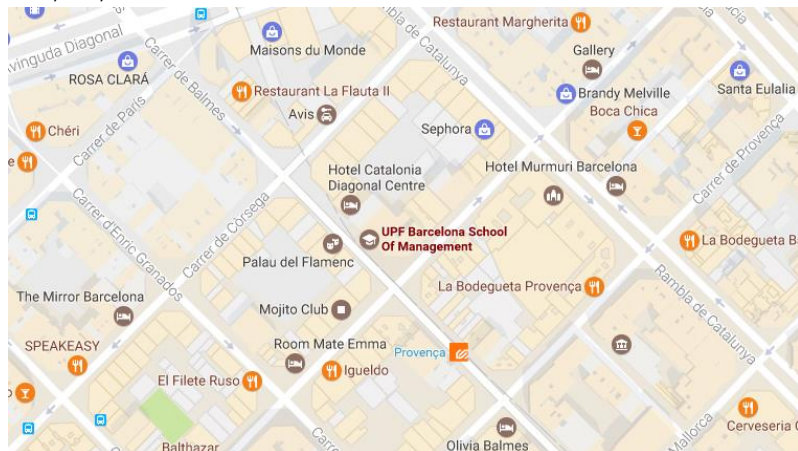 Rambla de Catalunya
Restaurant Margherita
Avinguda Diagonal
Maisons du Monde
Gallery
ROSA CLARÁ
Carrer de Balmes
Restaurant La Flauta II
Brandy Melville
Santa Eulalia
Avis
Boca Chica
Chéri
Carrer de París
Sephora
Hotel Catalonia
Diagonal Centre
Hotel Murmuri Barcelona
Carrer de Provença
Carrer d'Enric Granados
Carrer de Còrsega
UPF Barcelona School
Of Management
La Bodegueta
Palau del Flamenc
La Bodegueta Provença
Rambla de Catalunya
The Mirror Barcelona
Mojito Club
SPEAKEASY
Room Mate Emma
Provença
Igueldo
El Filete Ruso
Mallorca
Cerveseria
Balthazar
Olivia Balmes